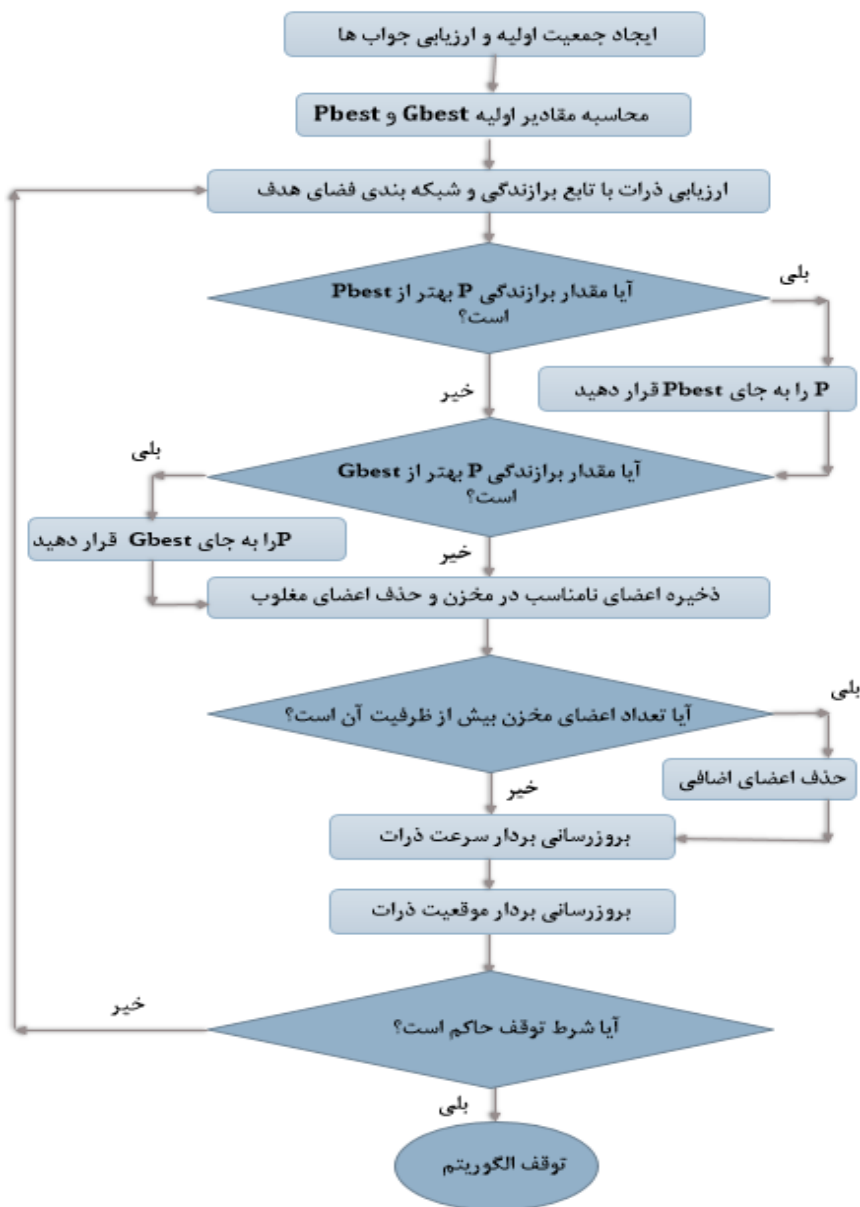 ایجاد جمعیت اولیه و ارزیابی جواب ها
محاسبه مقادیر اولیه Gbest و Pbest
ارزیابی ذرات با تابع برازندگی و شبکه بندی فضای هدف
آیا مقدار برازندگی P بهتر از Pbest
است؟
بلی
P را به جای Pbest قرار دهید
خیر
آیا مقدار برازندگی P بهتر از Gbest
است؟
بلی
Pرا به جای Gbest قرار دهید
خیر
ذخیره اعضای نامناسب در مخزن و حذف اعضای مغلوب
آیا تعداد اعضای مخزن بیش از ظرفیت آن است؟
بلی
حذف اعضای اضافی
خیر
بروزرسانی بردار سرعت ذرات
بروزرسانی بردار موقعیت ذرات
آیا شرط توقف حاکم است؟
خیر
بلی
توقف الگوریتم